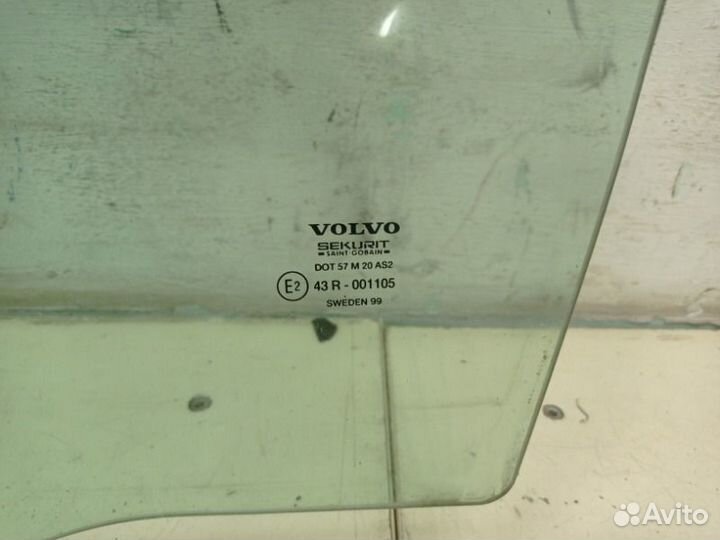 VOLVO
SEKURIT
SAINT-GOBAIN
DOT 57 M 20 AS2
E2 43 R - 001105
SWEDEN 99
Avito